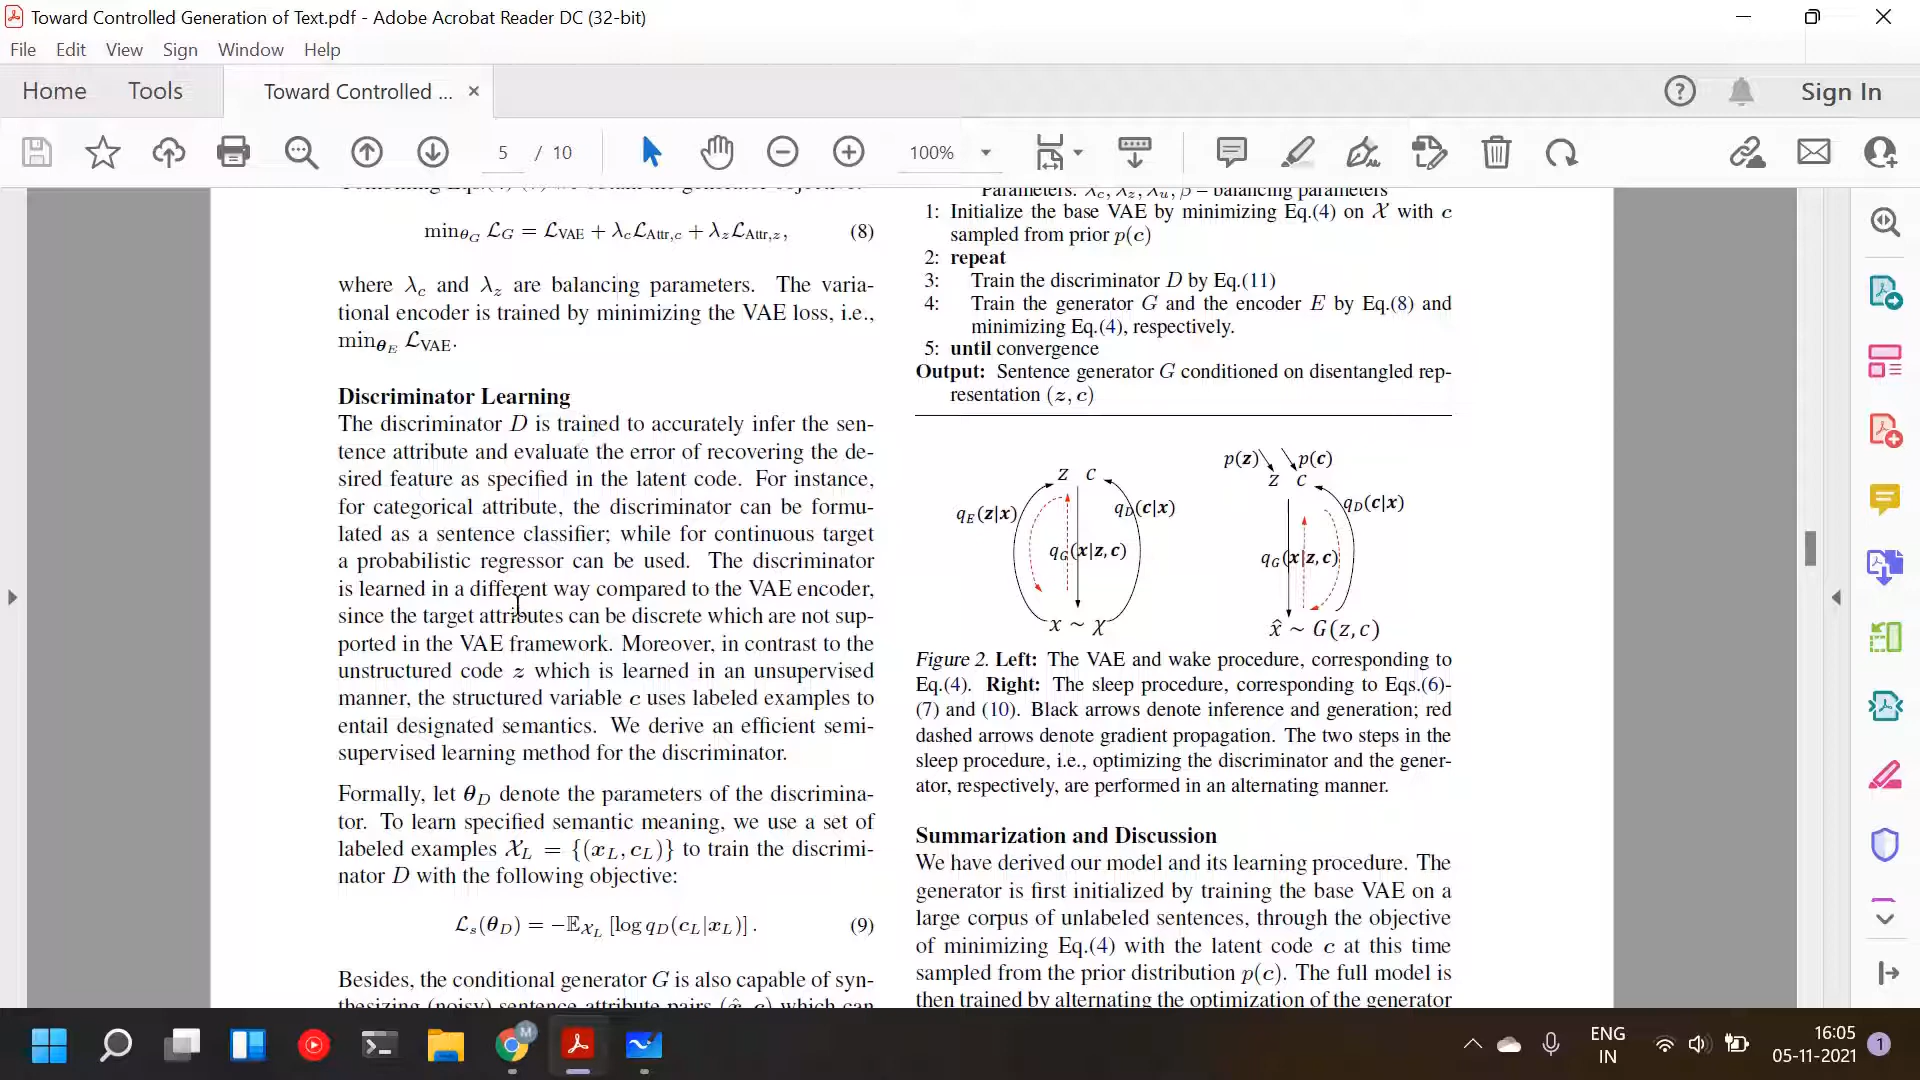 Toward Controlled Generation of Text.pdf - Adobe Acrobat Reader DC (32-bit)
File Edit View Sign Window Help
Home Tools Toward Controlled ... ×
Sign In
5 / 10 100%
min_θG ℒ_G = ℒ_VAE + λ_c ℒ_Attr,c + λ_z ℒ_Attr,z, (8)
where λ_c and λ_z are balancing parameters. The varia-
tional encoder is trained by minimizing the VAE loss, i.e.,
min_θE ℒ_VAE.
Discriminator Learning
The discriminator D is trained to accurately infer the sen-
tence attribute and evaluate the error of recovering the de-
sired feature as specified in the latent code. For instance,
for categorical attribute, the discriminator can be formu-
lated as a sentence classifier; while for continuous target
a probabilistic regressor can be used. The discriminator
is learned in a different way compared to the VAE encoder,
since the target attributes can be discrete which are not sup-
ported in the VAE framework. Moreover, in contrast to the
unstructured code z which is learned in an unsupervised
manner, the structured variable c uses labeled examples to
entail designated semantics. We derive an efficient semi-
supervised learning method for the discriminator.
Formally, let θ_D denote the parameters of the discrimina-
tor. To learn specified semantic meaning, we use a set of
labeled examples 𝒳_L = {(x_L, c_L)} to train the discrimi-
nator D with the following objective:
ℒ_s(θ_D) = −𝔼_𝒳L [log q_D(c_L|x_L)]. (9)
Besides, the conditional generator G is also capable of syn-
thesizing (noisy) sentence-attribute pairs (x̂, c) which can
Parameters: λ_c, λ_z, λ_u, β – balancing parameters
1: Initialize the base VAE by minimizing Eq.(4) on 𝒳 with c
sampled from prior p(c)
2: repeat
3: Train the discriminator D by Eq.(11)
4: Train the generator G and the encoder E by Eq.(8) and
minimizing Eq.(4), respectively.
5: until convergence
Output: Sentence generator G conditioned on disentangled rep-
resentation (z, c)
z c
q_E(z|x) q_D(c|x)
q_G(x|z, c)
x ~ χ
p(z) p(c)
z c
q_D(c|x)
q_G(x|z, c)
x̂ ~ G(z, c)
Figure 2. Left: The VAE and wake procedure, corresponding to
Eq.(4). Right: The sleep procedure, corresponding to Eqs.(6)-
(7) and (10). Black arrows denote inference and generation; red
dashed arrows denote gradient propagation. The two steps in the
sleep procedure, i.e., optimizing the discriminator and the gener-
ator, respectively, are performed in an alternating manner.
Summarization and Discussion
We have derived our model and its learning procedure. The
generator is first initialized by training the base VAE on a
large corpus of unlabeled sentences, through the objective
of minimizing Eq.(4) with the latent code c at this time
sampled from the prior distribution p(c). The full model is
then trained by alternating the optimization of the generator
M
ENG
IN
16:05
05-11-2021
1